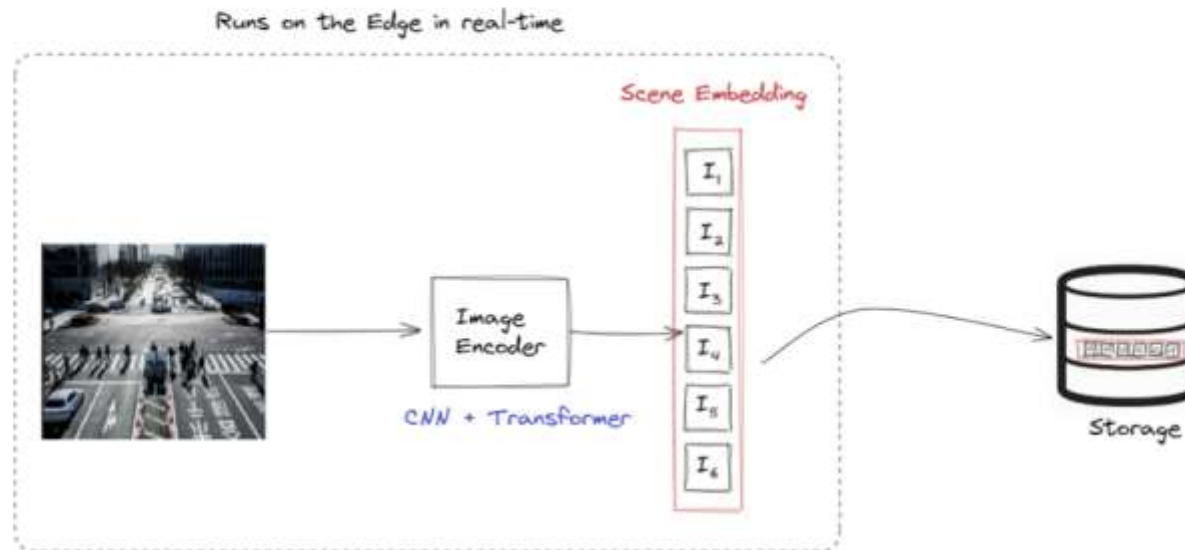 Runs on the Edge in real-time
Scene Embedding
I1
I2
I3
Image
Encoder
I4
CNN + Transformer
I5
I6
Storage